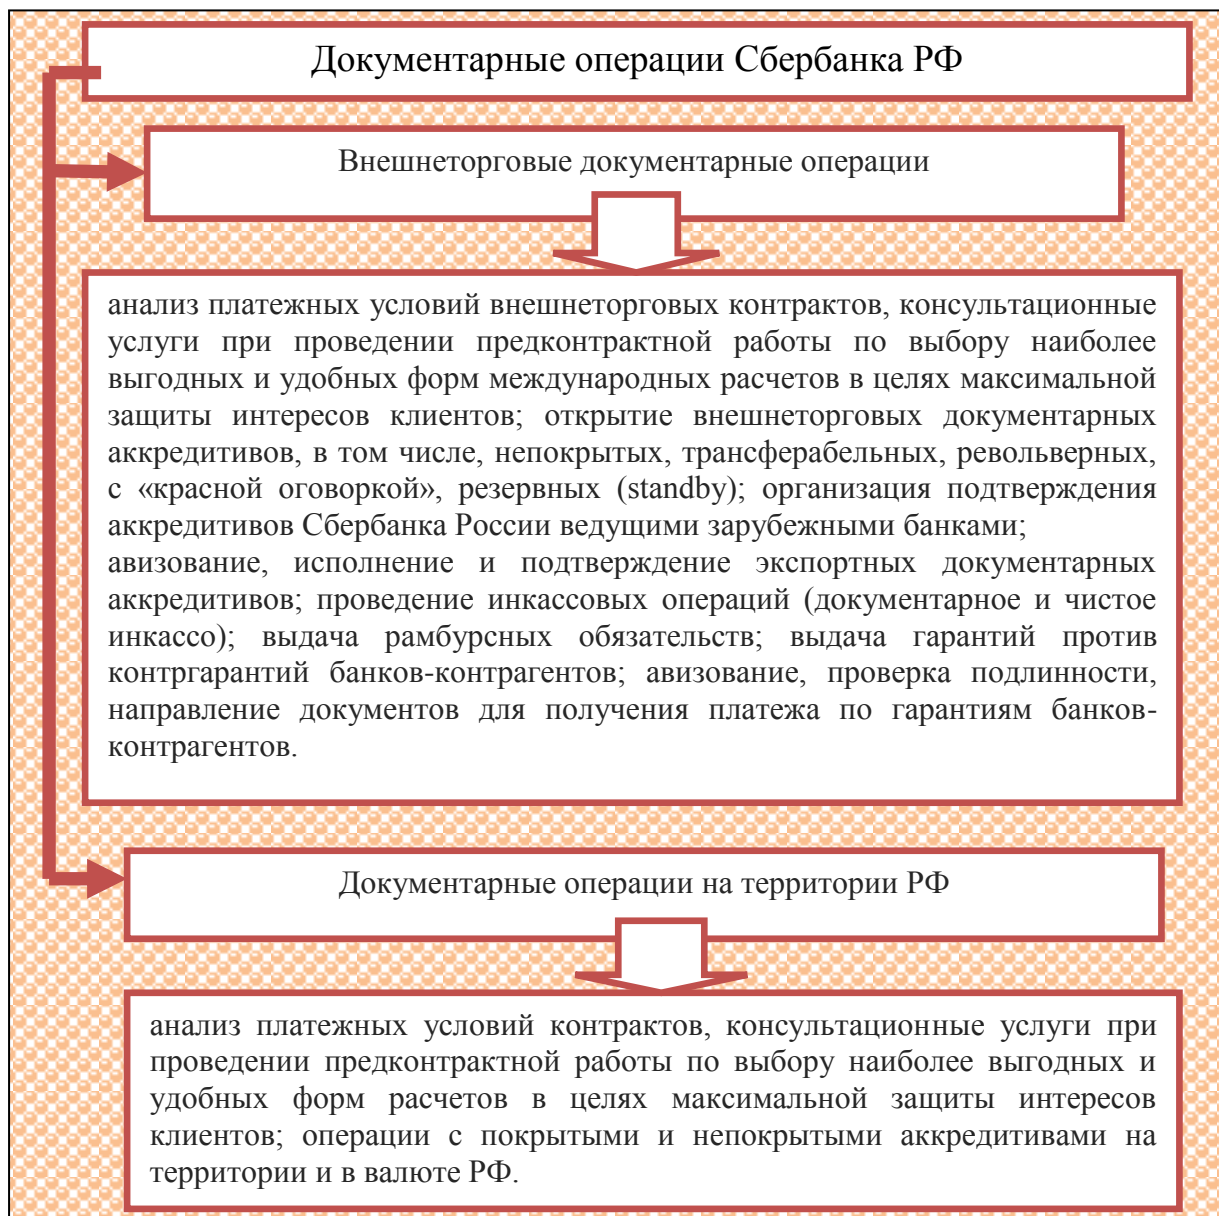 Документарные операции Сбербанка РФ
Внешнеторговые документарные операции
анализ платежных условий внешнеторговых контрактов, консультационные
услуги при проведении предконтрактной работы по выбору наиболее
выгодных и удобных форм международных расчетов в целях максимальной
защиты интересов клиентов; открытие внешнеторговых документарных
аккредитивов, в том числе, непокрытых, трансферабельных, револьверных,
с «красной оговоркой», резервных (standby); организация подтверждения
аккредитивов Сбербанка России ведущими зарубежными банками;
авизование, исполнение и подтверждение экспортных документарных
аккредитивов; проведение инкассовых операций (документарное и чистое
инкассо); выдача рамбурсных обязательств; выдача гарантий против
контргарантий банков-контрагентов; авизование, проверка подлинности,
направление документов для получения платежа по гарантиям банков-
контрагентов.
Документарные операции на территории РФ
анализ платежных условий контрактов, консультационные услуги при
проведении предконтрактной работы по выбору наиболее выгодных и
удобных форм расчетов в целях максимальной защиты интересов
клиентов; операции с покрытыми и непокрытыми аккредитивами на
территории и в валюте РФ.